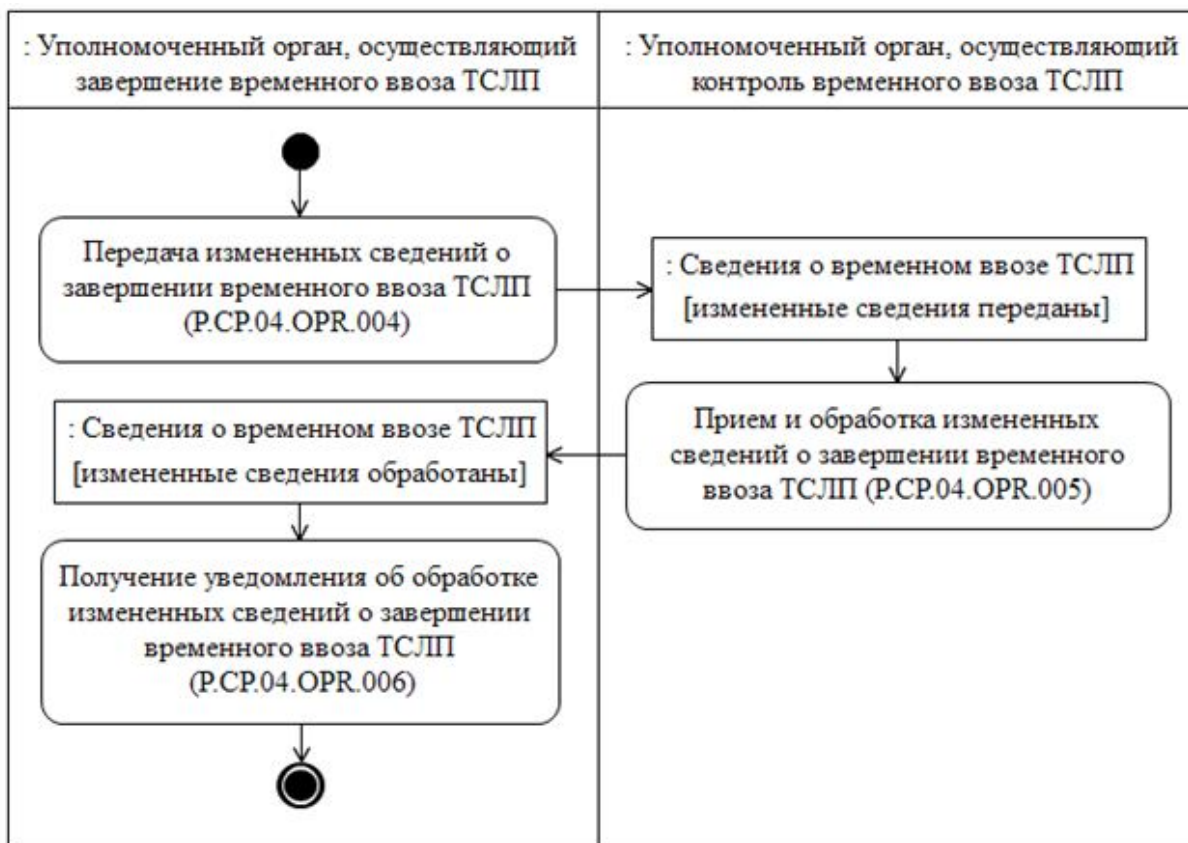 : Уполномоченный орган, осуществляющий
завершение временного ввоза ТСЛП
: Уполномоченный орган, осуществляющий
контроль временного ввоза ТСЛП
Передача измененных сведений о
завершении временного ввоза ТСЛП
(P.CP.04.OPR.004)
: Сведения о временном ввозе ТСЛП
[измененные сведения переданы]
Прием и обработка измененных
сведений о завершении временного
ввоза ТСЛП (P.CP.04.OPR.005)
: Сведения о временном ввозе ТСЛП
[измененные сведения обработаны]
Получение уведомления об обработке
измененных сведений о завершении
временного ввоза ТСЛП
(P.CP.04.OPR.006)